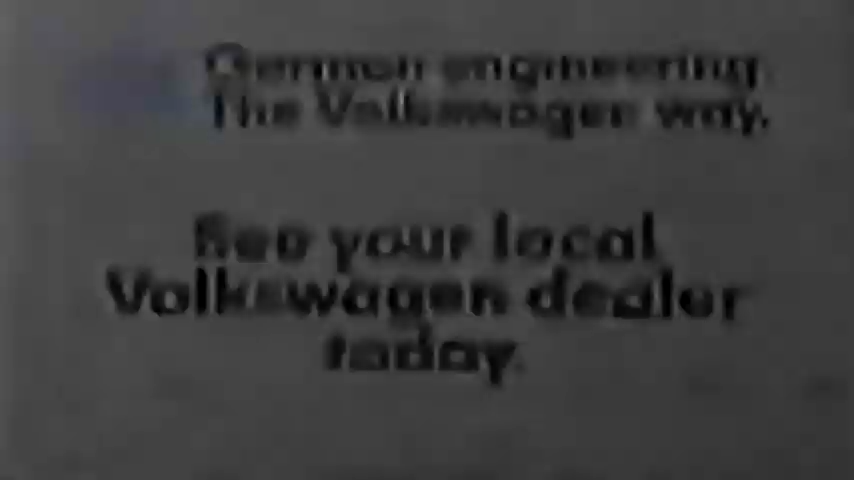 German engineering.
The Volkswagen way.
See your local
Volkswagen dealer
today.